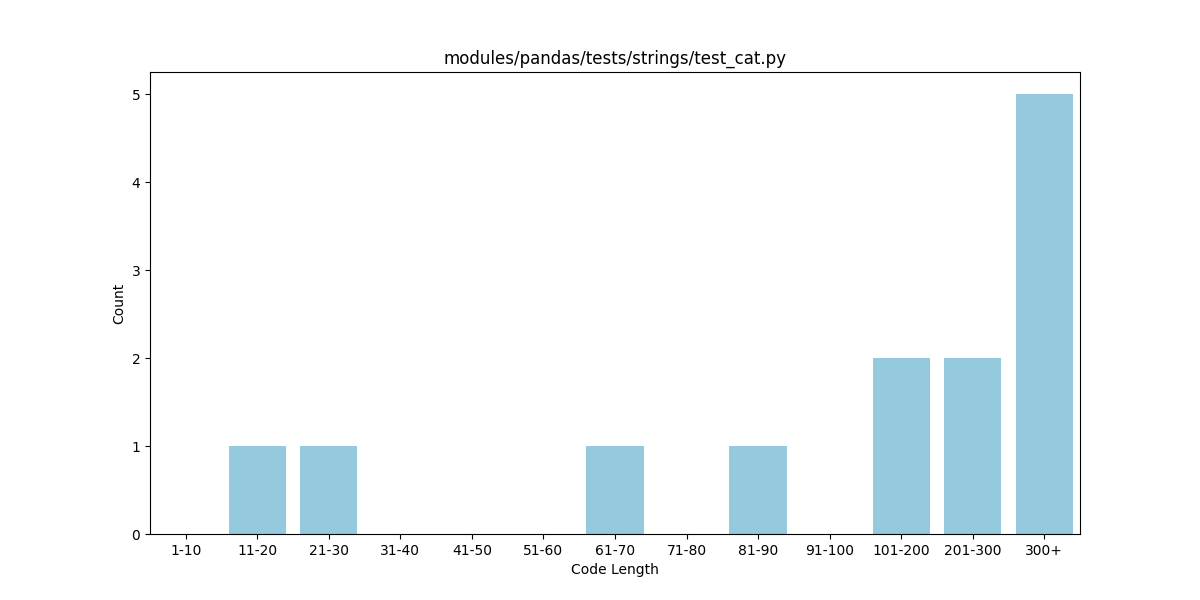 modules/pandas/tests/strings/test_cat.py
5
4
3
2
1
0
Count
1-10 11-20 21-30 31-40 41-50 51-60 61-70 71-80 81-90 91-100 101-200 201-300 300+
Code Length